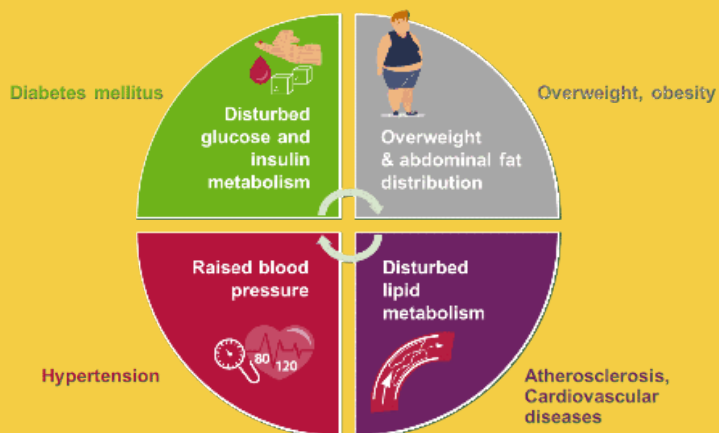 Diabetes mellitus
Disturbed
glucose and
insulin
metabolism
Overweight
& abdominal fat
distribution
Overweight, obesity
Raised blood
pressure
80
120
Hypertension
Disturbed
lipid
metabolism
Atherosclerosis,
Cardiovascular
diseases